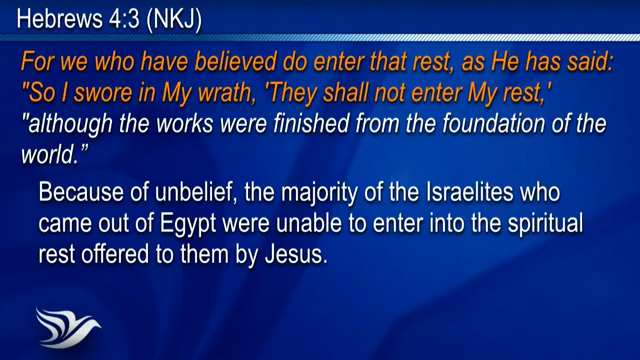 Hebrews 4:3 (NKJ)
For we who have believed do enter that rest, as He has said:
"So I swore in My wrath, 'They shall not enter My rest,'
"although the works were finished from the foundation of the
world.”
Because of unbelief, the majority of the Israelites who
came out of Egypt were unable to enter into the spiritual
rest offered to them by Jesus.